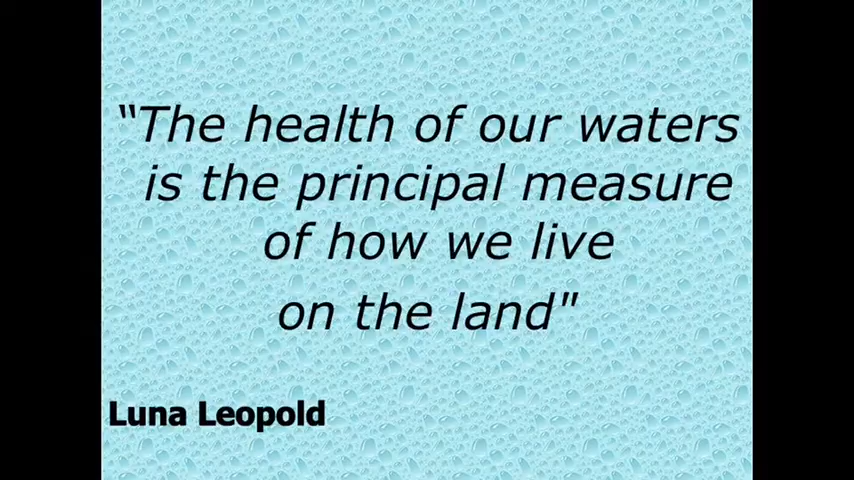 “The health of our waters
is the principal measure
of how we live
on the land"
Luna Leopold